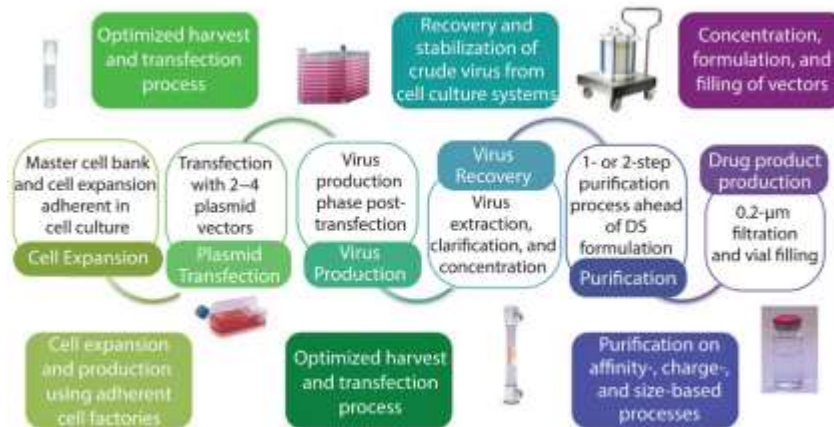 Optimized harvest
and transfection
process
Recovery and
stabilization of
crude virus from
cell culture systems
Concentration,
formulation, and
filling of vectors
Master cell bank
and cell expansion
adherent in
cell culture
Cell Expansion
Transfection
with 2–4
plasmid
vectors
Plasmid
Transfection
Virus
production
phase post-
transfection
Virus
Production
Virus
Recovery
Virus
extraction,
clarification, and
concentration
1- or 2-step
purification
process ahead
of DS
formulation
Purification
Drug product
production
0.2-µm
filtration
and vial filling
Cell expansion
and production
using adherent
cell factories
Optimized harvest
and transfection
process
Purification on
affinity-, charge-,
and size-based
processes